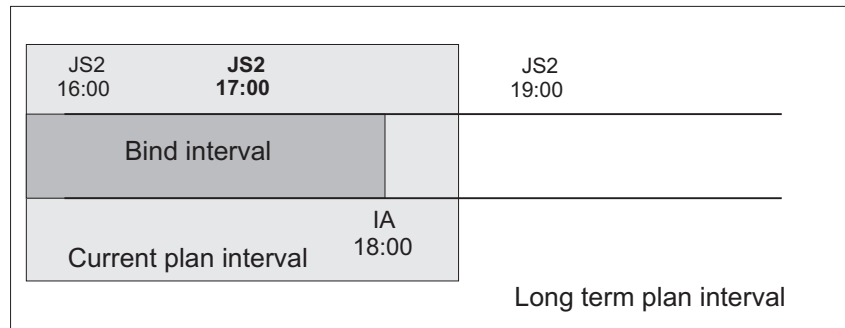 JS2
16:00
JS2
17:00
JS2
19:00
Bind interval
IA
18:00
Current plan interval
Long term plan interval